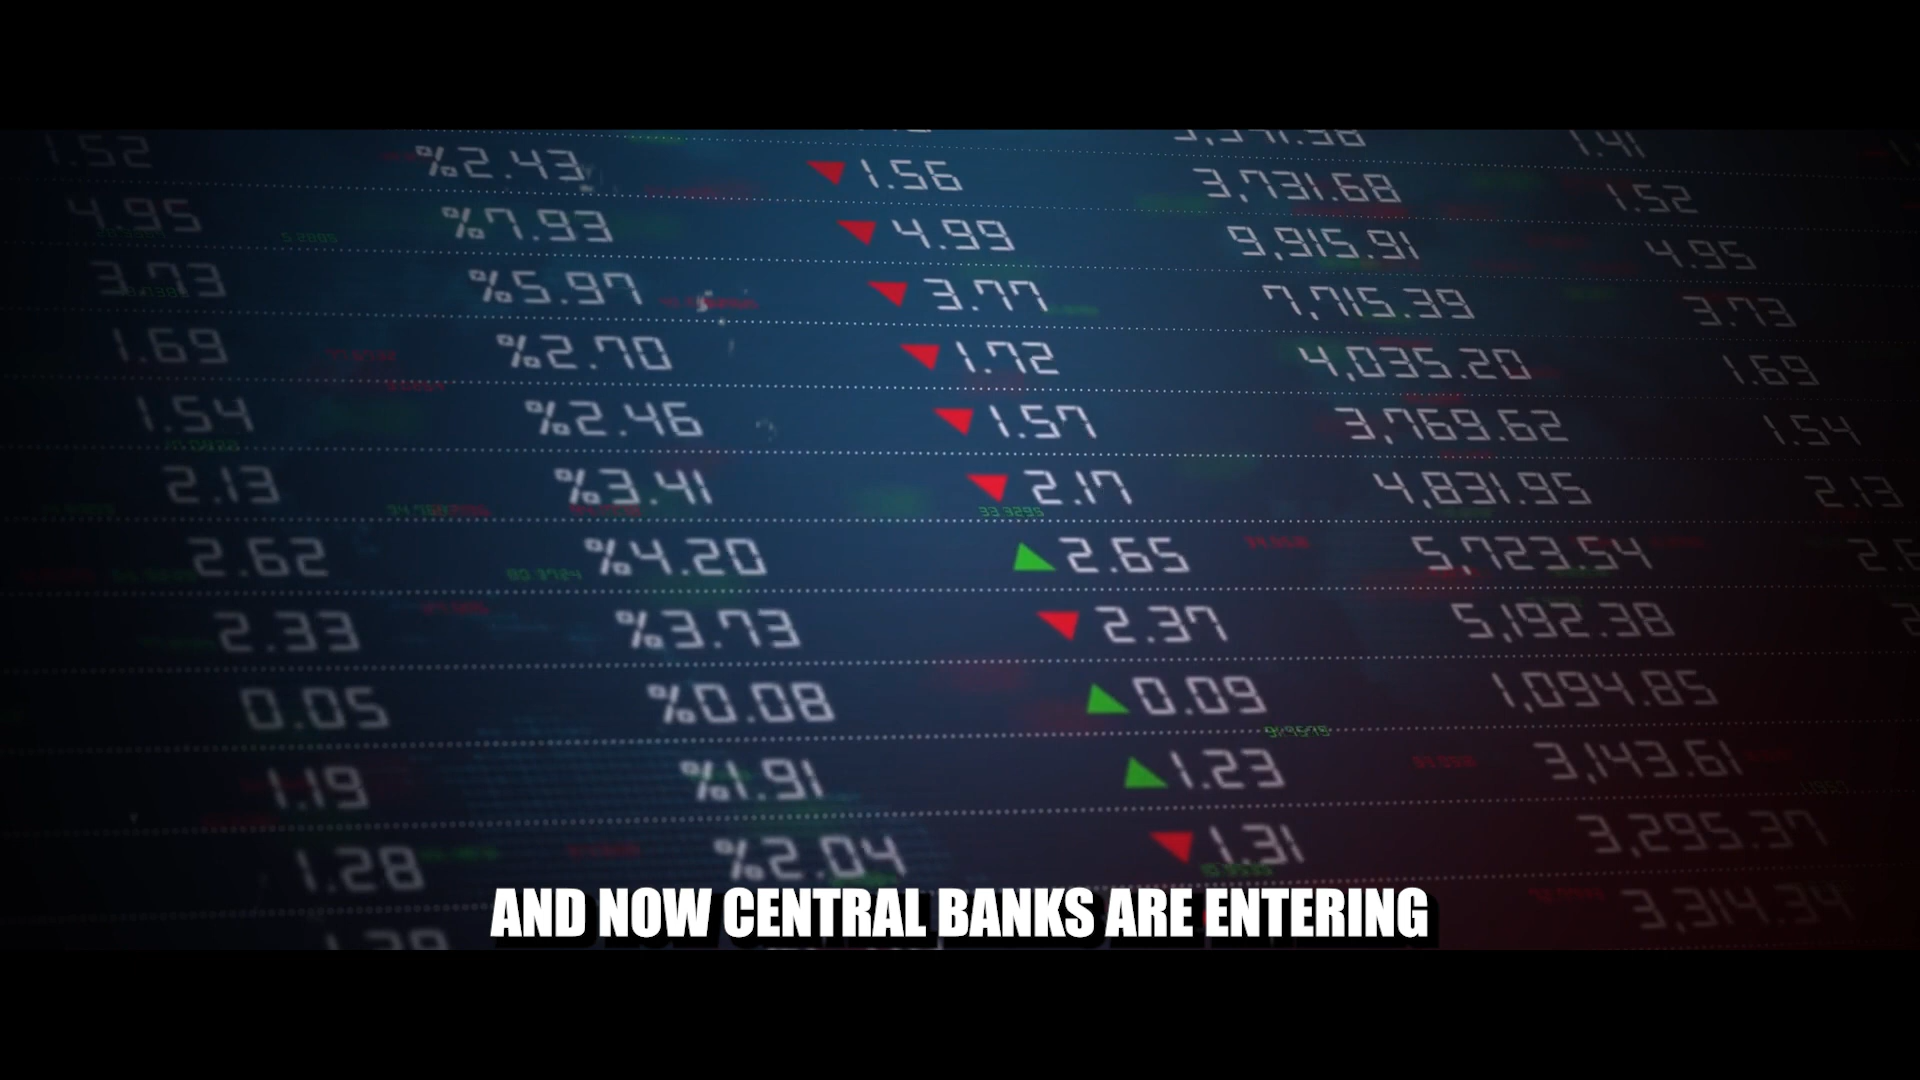 3,541.98 1.41
1.52 %2.43 1.56 3,731.68 1.52
4.95 %7.93 4.99 9,915.91 4.95
3.73 %5.97 3.77 7,715.39 3.73
1.69 %2.70 1.72 4,035.20 1.69
1.54 %2.46 1.57 3,769.62 1.54
2.13 %3.41 2.17 4,831.95 2.13
2.62 %4.20 2.65 5,723.54
2.33 %3.73 2.37 5,192.38
0.05 %0.08 0.09 1,094.85
1.19 %1.91 1.23 3,143.61
1.28 %2.04 1.31 3,295.37
1.29 3,314.34
AND NOW CENTRAL BANKS ARE ENTERING